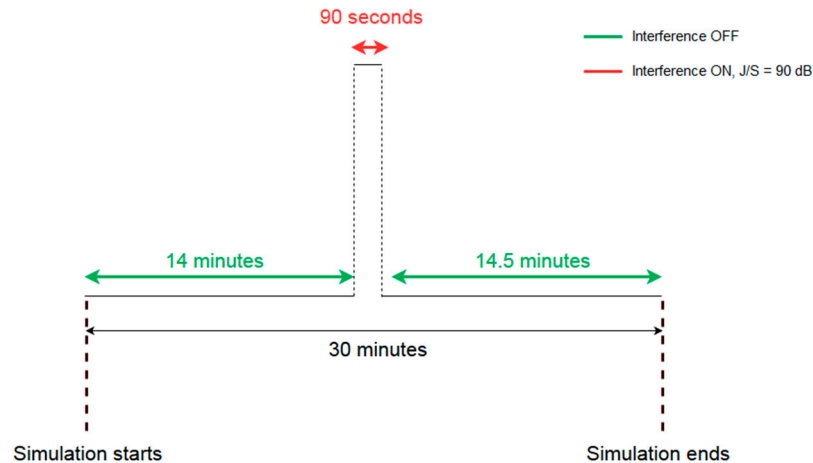 90 seconds
Interference OFF
Interference ON, J/S = 90 dB
14 minutes
14.5 minutes
30 minutes
Simulation starts
Simulation ends